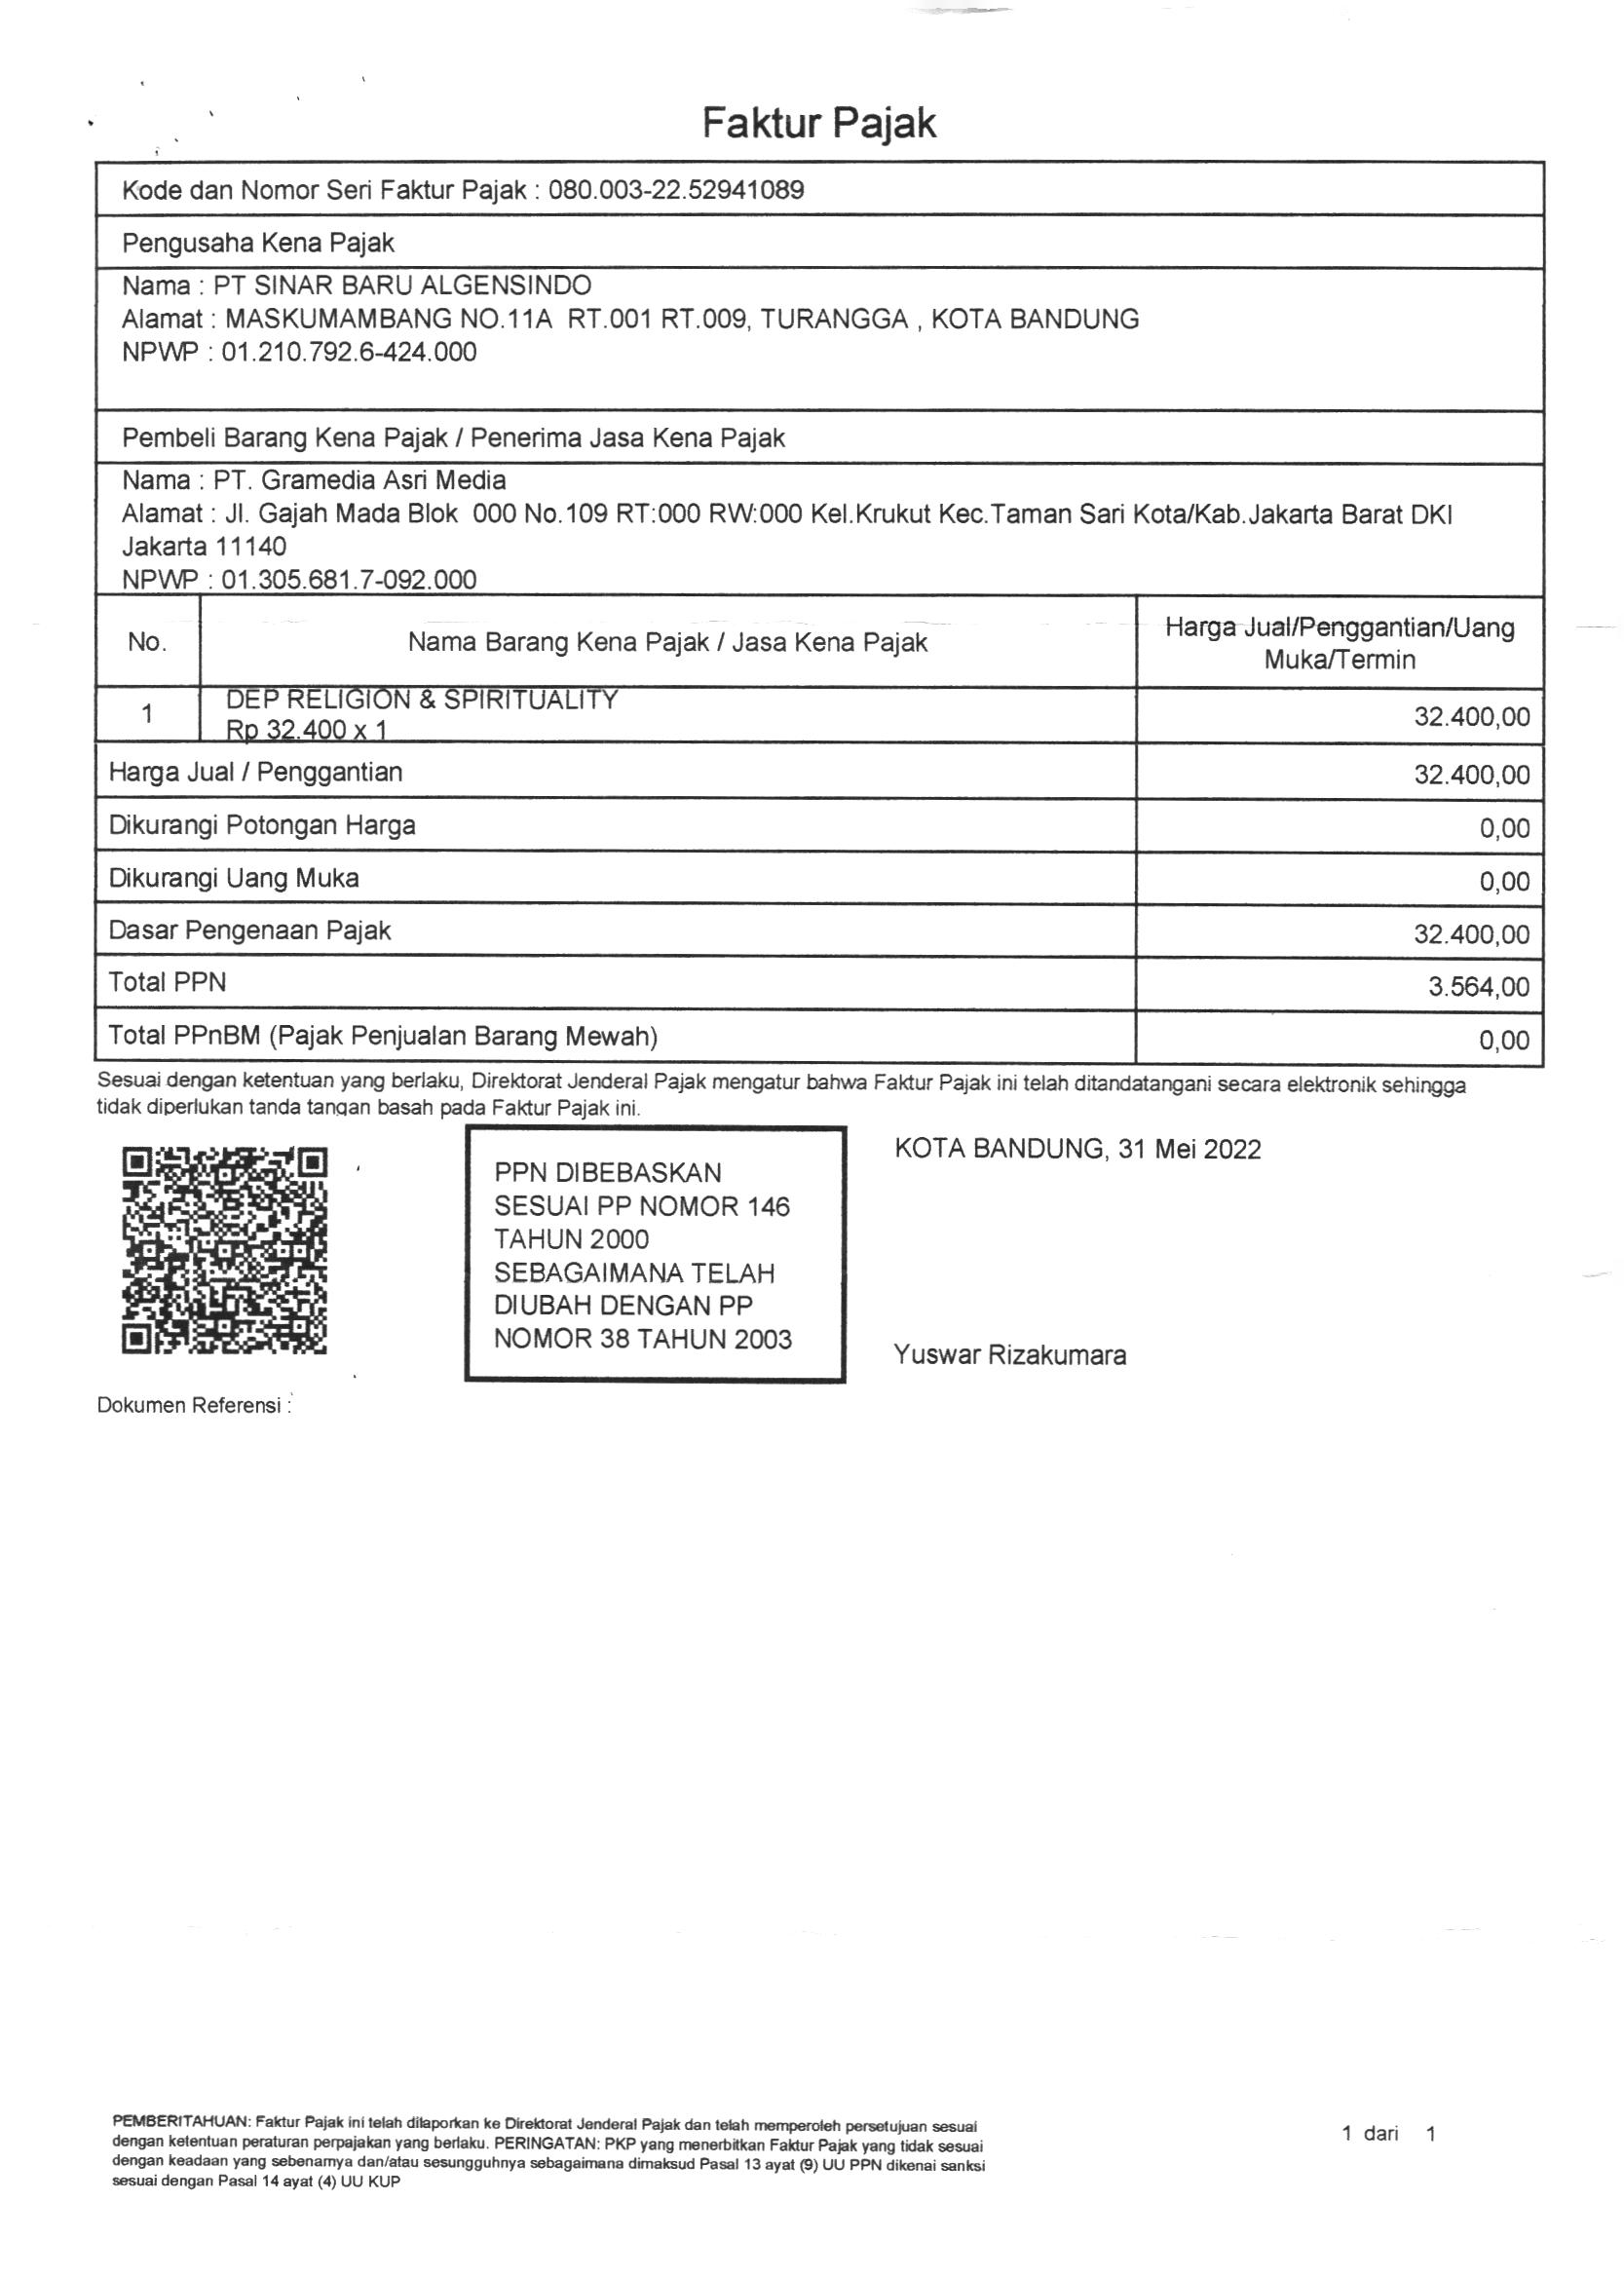 Faktur Pajak
Kode dan Nomor Seri Faktur Pajak : 080.003-22.52941089
Pengusaha Kena Pajak
Nama : PT SINAR BARU ALGENSINDO
Alamat : MASKUMAMBANG NO.11A RT.001 RT.009, TURANGGA , KOTA BANDUNG
NPWP : 01.210.792.6-424.000
Pembeli Barang Kena Pajak / Penerima Jasa Kena Pajak
Nama : PT. Gramedia Asri Media
Alamat : Jl. Gajah Mada Blok 000 No.109 RT:000 RW:000 Kel.Krukut Kec.Taman Sari Kota/Kab.Jakarta Barat DKI
Jakarta 11140
NPWP : 01.305.681.7-092.000
No.
Nama Barang Kena Pajak / Jasa Kena Pajak
Harga Jual/Penggantian/Uang
Muka/Termin
1
DEP RELIGION & SPIRITUALITY
Rp 32.400 x 1
32.400,00
Harga Jual / Penggantian 32.400,00
Dikurangi Potongan Harga 0,00
Dikurangi Uang Muka 0,00
Dasar Pengenaan Pajak 32.400,00
Total PPN 3.564,00
Total PPnBM (Pajak Penjualan Barang Mewah) 0,00
Sesuai dengan ketentuan yang berlaku, Direktorat Jenderal Pajak mengatur bahwa Faktur Pajak ini telah ditandatangani secara elektronik sehingga
tidak diperlukan tanda tangan basah pada Faktur Pajak ini.
PPN DIBEBASKAN
SESUAI PP NOMOR 146
TAHUN 2000
SEBAGAIMANA TELAH
DIUBAH DENGAN PP
NOMOR 38 TAHUN 2003
KOTA BANDUNG, 31 Mei 2022
Yuswar Rizakumara
Dokumen Referensi :
PEMBERITAHUAN: Faktur Pajak ini telah dilaporkan ke Direktorat Jenderal Pajak dan telah memperoleh persetujuan sesuai
dengan ketentuan peraturan perpajakan yang berlaku. PERINGATAN: PKP yang menerbitkan Faktur Pajak yang tidak sesuai
dengan keadaan yang sebenarnya dan/atau sesungguhnya sebagaimana dimaksud Pasal 13 ayat (9) UU PPN dikenai sanksi
sesuai dengan Pasal 14 ayat (4) UU KUP
1 dari 1